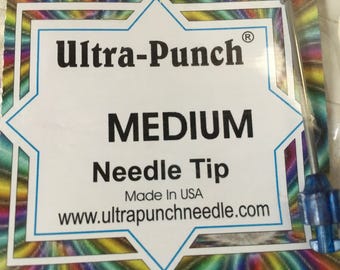 Ultra-Punch®
MEDIUM
Needle Tip
Made In USA
www.ultrapunchneedle.com